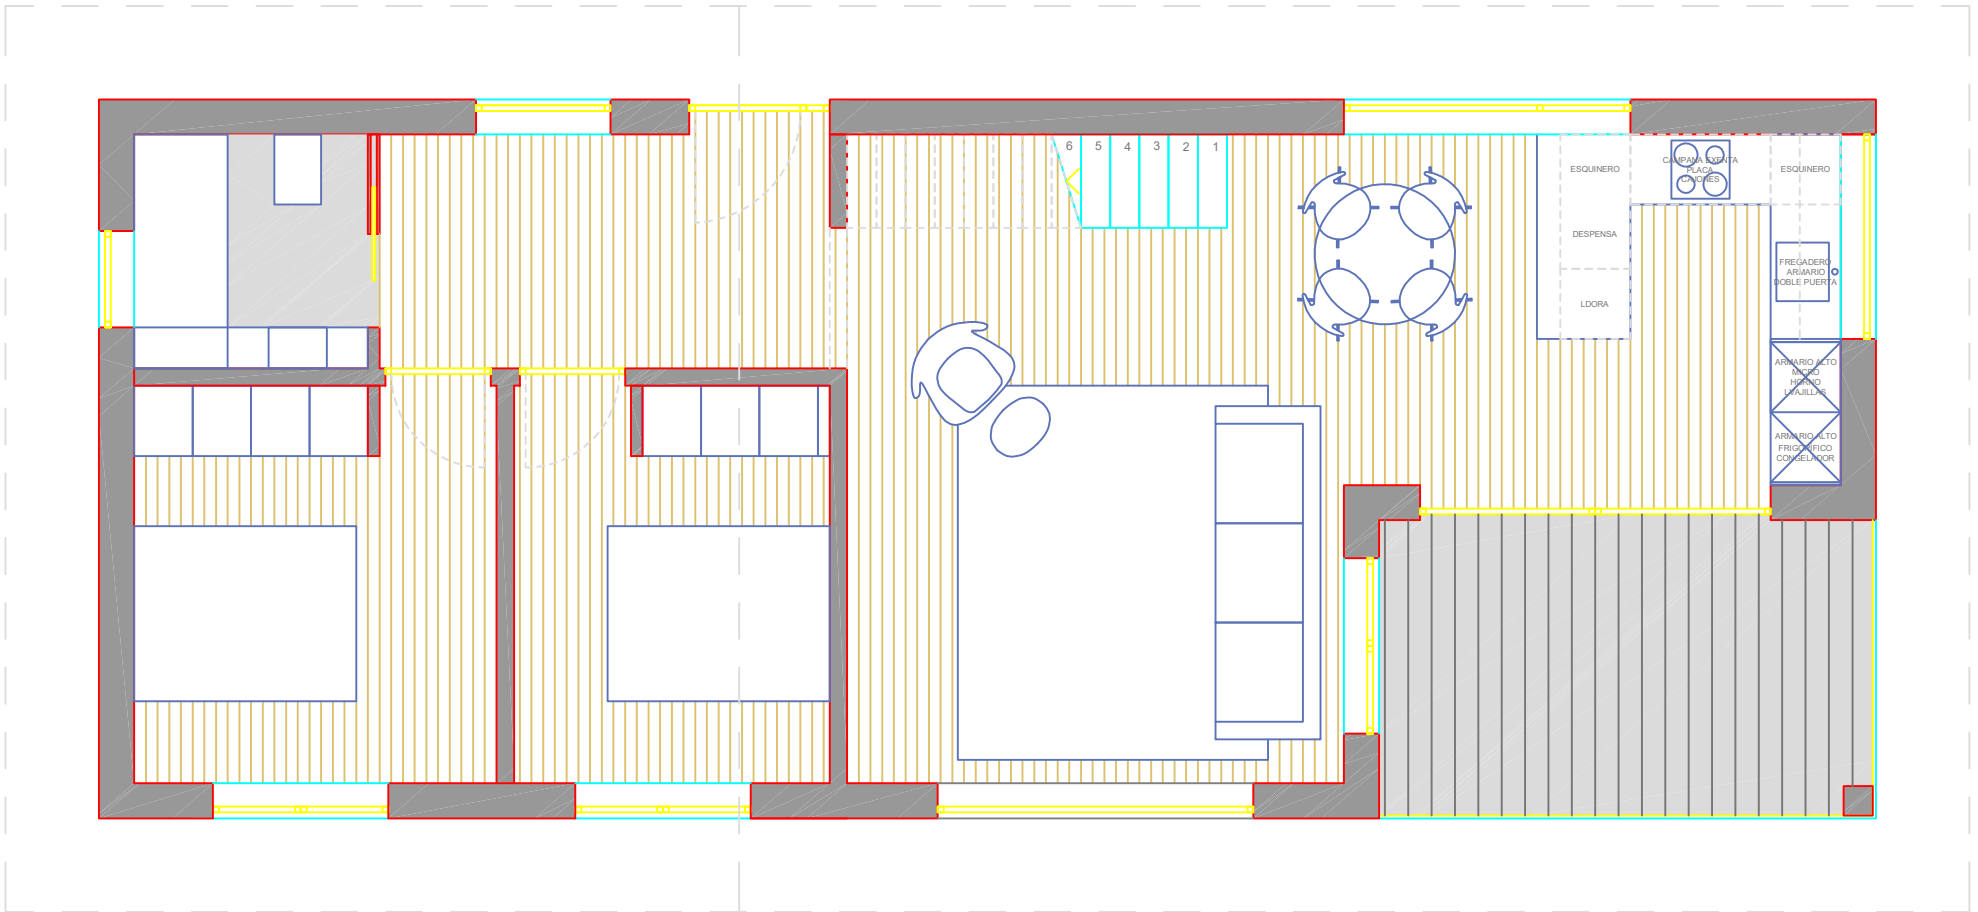 6 5 4 3 2 1
ESQUINERO
CAMPANA EXENTA
PLACA
CAJONES
ESQUINERO
DESPENSA
FREGADERO
ARMARIO
DOBLE PUERTA
LDORA
ARMARIO ALTO
MICRO
HORNO
LVAJILLAS
ARMARIO ALTO
FRIGORIFICO
CONGELADOR